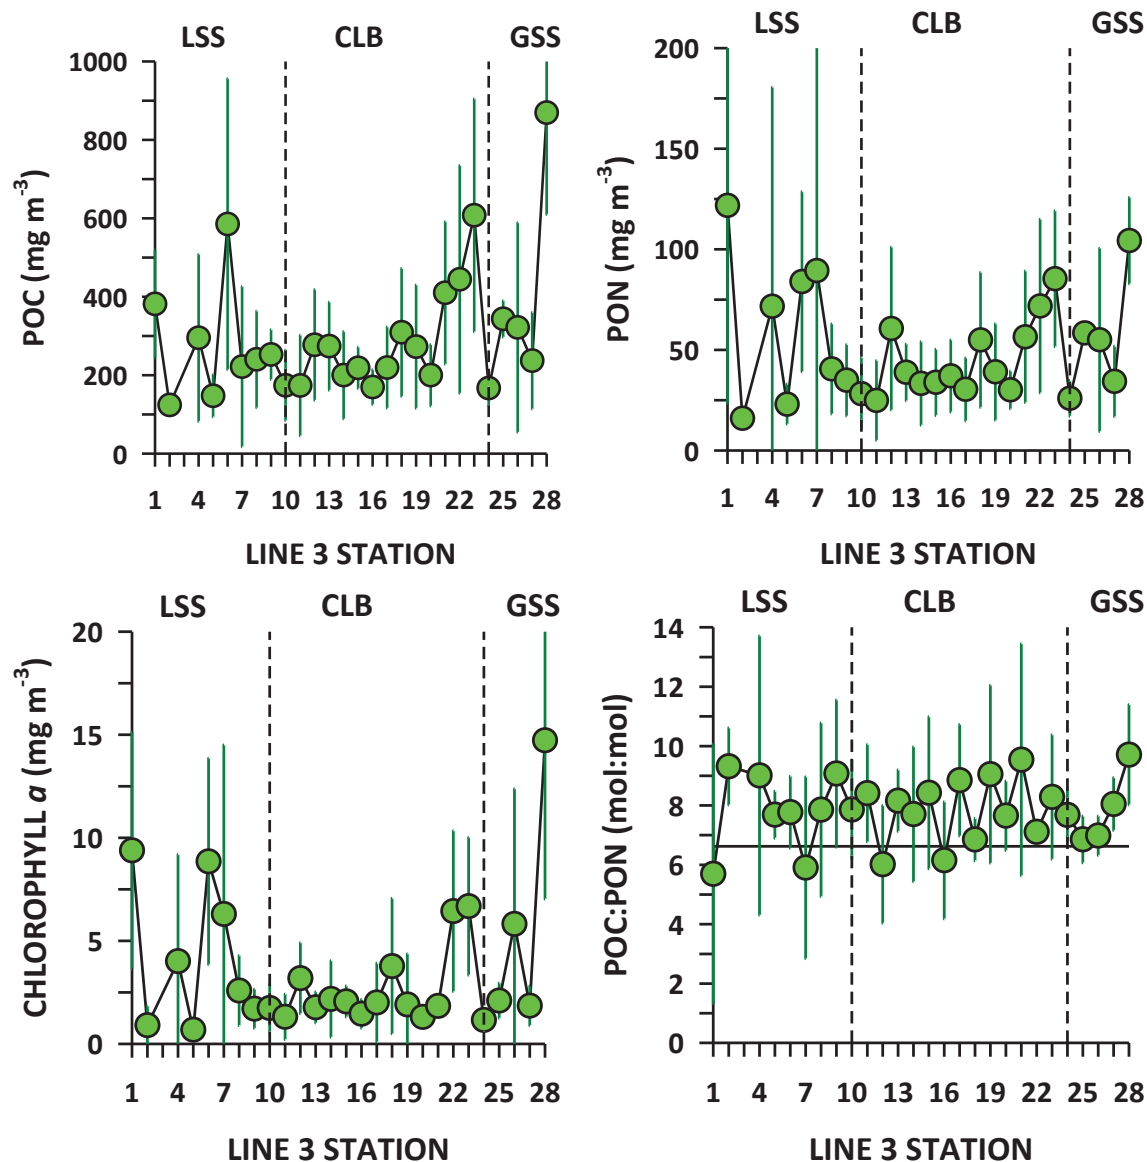 LSS CLB GSS
POC (mg m⁻³)
1000
800
600
400
200
0
1 4 7 10 13 16 19 22 25 28
LINE 3 STATION
LSS CLB GSS
PON (mg m⁻³)
200
150
100
50
0
1 4 7 10 13 16 19 22 25 28
LINE 3 STATION
LSS CLB GSS
CHLOROPHYLL a (mg m⁻³)
20
15
10
5
0
1 4 7 10 13 16 19 22 25 28
LINE 3 STATION
LSS CLB GSS
POC:PON (mol:mol)
14
12
10
8
6
4
2
0
1 4 7 10 13 16 19 22 25 28
LINE 3 STATION